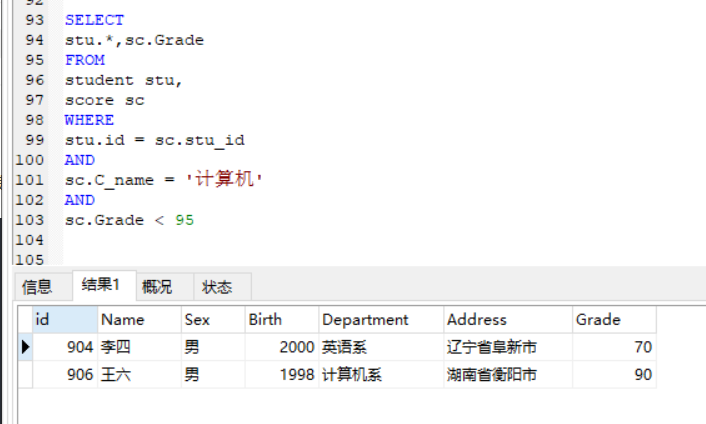 92
93 SELECT
94 stu.*,sc.Grade
95 FROM
96 student stu,
97 score sc
98 WHERE
99 stu.id = sc.stu_id
100 AND
101 sc.C_name = '计算机'
102 AND
103 sc.Grade < 95
104
105
信息 结果1 概况 状态
id Name Sex Birth Department Address Grade
904 李四 男 2000 英语系 辽宁省阜新市 70
906 王六 男 1998 计算机系 湖南省衡阳市 90